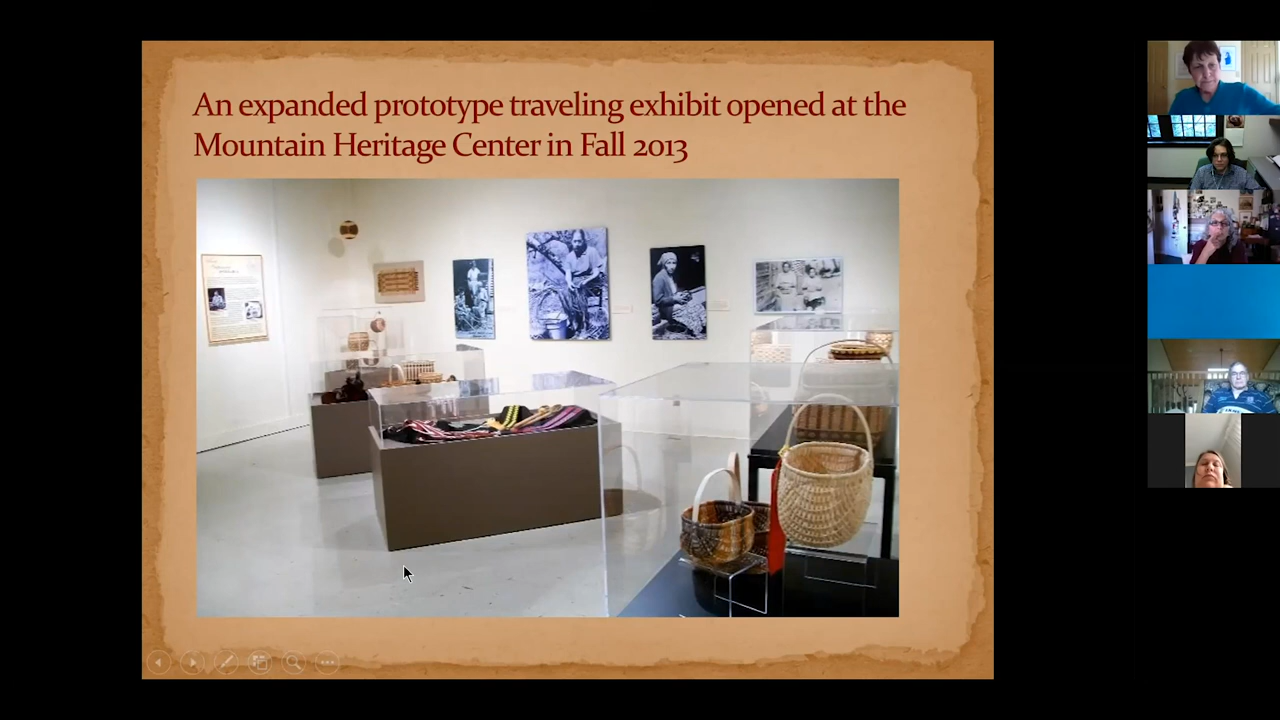 An expanded prototype traveling exhibit opened at the
Mountain Heritage Center in Fall 2013